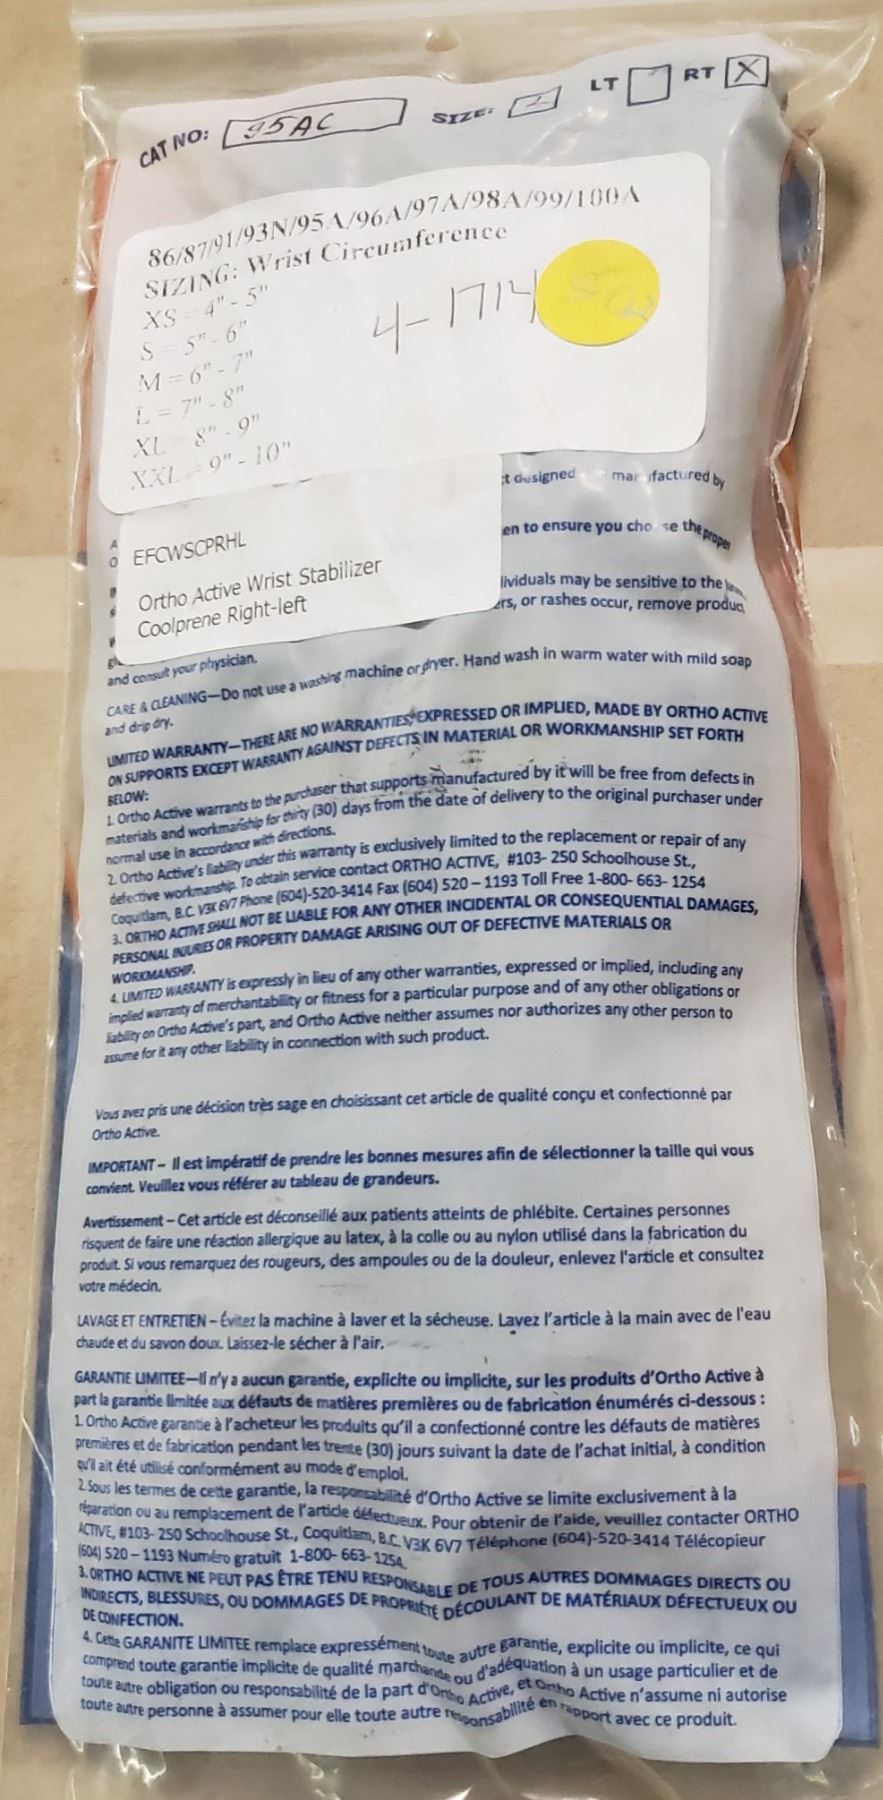 CAT NO: 95AC SIZE: LT RT X
86/87/91/93N/95A/96A/97A/98A/99/100A
SIZING: Wrist Circumference
XS = 4" - 5"
S = 5" - 6"
M = 6" - 7"
L = 7" - 8"
XL = 8" - 9"
XXL = 9" - 10"
4-1714
designed manufactured by
en to ensure you choose the proper
EFCWSCPRHL
Ortho Active Wrist Stabilizer
Coolprene Right-left
dividuals may be sensitive to the
ers, or rashes occur, remove product
and consult your physician.
CARE & CLEANING—Do not use a washing machine or dryer. Hand wash in warm water with mild soap
and drip dry.
LIMITED WARRANTY—THERE ARE NO WARRANTIES, EXPRESSED OR IMPLIED, MADE BY ORTHO ACTIVE
ON SUPPORTS EXCEPT WARRANTY AGAINST DEFECTS IN MATERIAL OR WORKMANSHIP SET FORTH
BELOW:
1. Ortho Active warrants to the purchaser that supports manufactured by it will be free from defects in
materials and workmanship for thirty (30) days from the date of delivery to the original purchaser under
normal use in accordance with directions.
2. Ortho Active's liability under this warranty is exclusively limited to the replacement or repair of any
defective workmanship. To obtain service contact ORTHO ACTIVE, #103- 250 Schoolhouse St.,
Coquitlam, B.C. V3K 6V7 Phone (604)-520-3414 Fax (604) 520 – 1193 Toll Free 1-800- 663- 1254
3. ORTHO ACTIVE SHALL NOT BE LIABLE FOR ANY OTHER INCIDENTAL OR CONSEQUENTIAL DAMAGES,
PERSONAL INJURIES OR PROPERTY DAMAGE ARISING OUT OF DEFECTIVE MATERIALS OR
WORKMANSHIP.
4. LIMITED WARRANTY is expressly in lieu of any other warranties, expressed or implied, including any
implied warranty of merchantability or fitness for a particular purpose and of any other obligations or
liability on Ortho Active's part, and Ortho Active neither assumes nor authorizes any other person to
assume for it any other liability in connection with such product.
Vous avez pris une décision très sage en choisissant cet article de qualité conçu et confectionné par
Ortho Active.
IMPORTANT – Il est impératif de prendre les bonnes mesures afin de sélectionner la taille qui vous
convient. Veuillez vous référer au tableau de grandeurs.
Avertissement – Cet article est déconseillé aux patients atteints de phlébite. Certaines personnes
risquent de faire une réaction allergique au latex, à la colle ou au nylon utilisé dans la fabrication du
produit. Si vous remarquez des rougeurs, des ampoules ou de la douleur, enlevez l'article et consultez
votre médecin.
LAVAGE ET ENTRETIEN – Évitez la machine à laver et la sécheuse. Lavez l'article à la main avec de l'eau
chaude et du savon doux. Laissez-le sécher à l'air.
GARANTIE LIMITEE—Il n'y a aucun garantie, explicite ou implicite, sur les produits d'Ortho Active à
part la garantie limitée aux défauts de matières premières ou de fabrication énumérés ci-dessous :
1. Ortho Active garantie à l'acheteur les produits qu'il a confectionné contre les défauts de matières
premières et de fabrication pendant les trente (30) jours suivant la date de l'achat initial, à condition
qu'il ait été utilisé conformément au mode d'emploi.
2. Sous les termes de cette garantie, la responsabilité d'Ortho Active se limite exclusivement à la
réparation ou au remplacement de l'article défectueux. Pour obtenir de l'aide, veuillez contacter ORTHO
ACTIVE, #103- 250 Schoolhouse St., Coquitlam, B.C. V3K 6V7 Téléphone (604)-520-3414 Télécopieur
(604) 520 – 1193 Numéro gratuit 1-800- 663- 1254.
3. ORTHO ACTIVE NE PEUT PAS ÊTRE TENU RESPONSABLE DE TOUS AUTRES DOMMAGES DIRECTS OU
INDIRECTS, BLESSURES, OU DOMMAGES DE PROPRIÉTÉ DÉCOULANT DE MATÉRIAUX DÉFECTUEUX OU
DE CONFECTION.
4. Cette GARANITE LIMITEE remplace expressément toute autre garantie, explicite ou implicite, ce qui
comprend toute garantie implicite de qualité marchande ou d'adéquation à un usage particulier et de
toute autre obligation ou responsabilité de la part d'Ortho Active, et Ortho Active n'assume ni autorise
toute autre personne à assumer pour elle toute autre responsabilité en rapport avec ce produit.